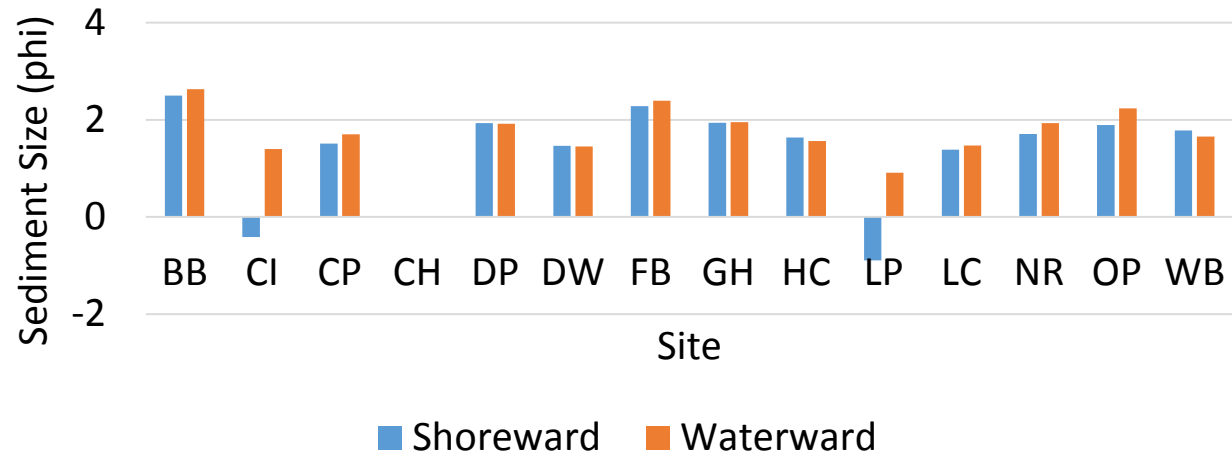 Sediment Size (phi)
4
2
0
-2
BB CI CP CH DP DW FB GH HC LP LC NR OP WB
Site
Shoreward Waterward